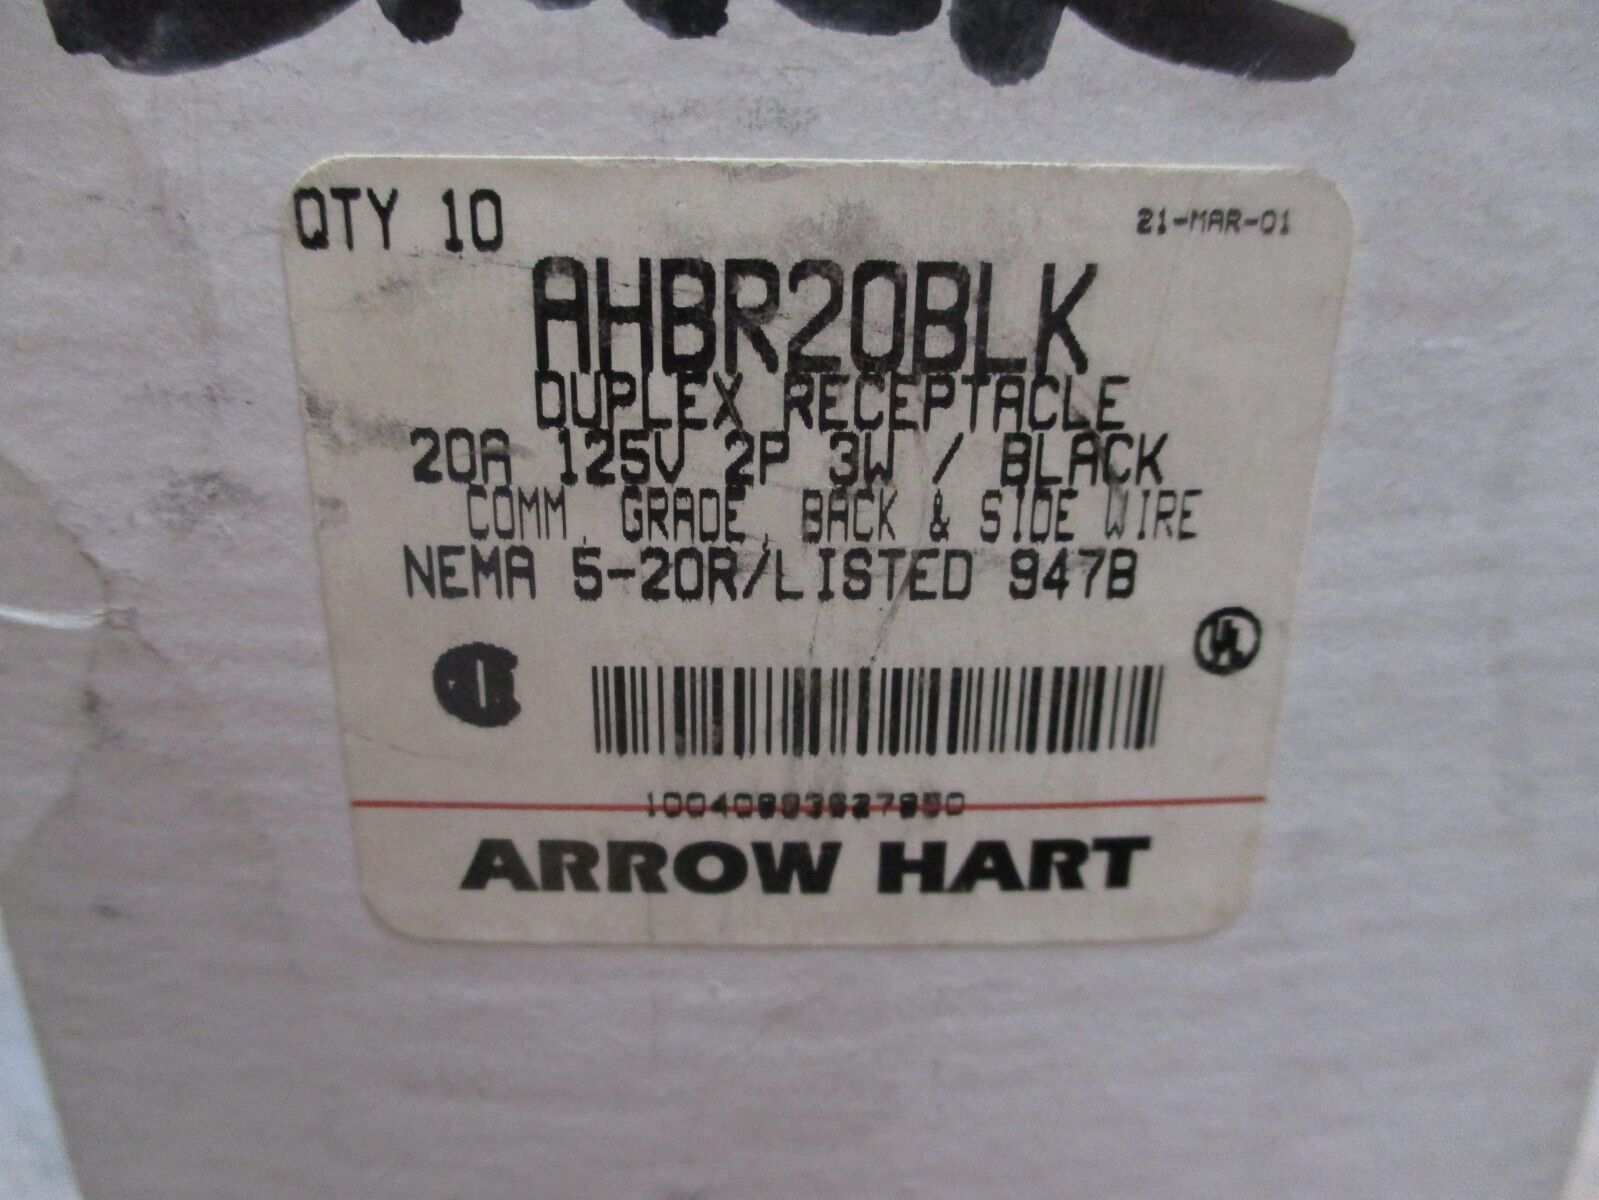 QTY 10
21-MAR-01
AHBR20BLK
DUPLEX RECEPTACLE
20A 125V 2P 3W / BLACK
COMM. GRADE, BACK & SIDE WIRE
NEMA 5-20R/LISTED 947B
UL
ARROW HART